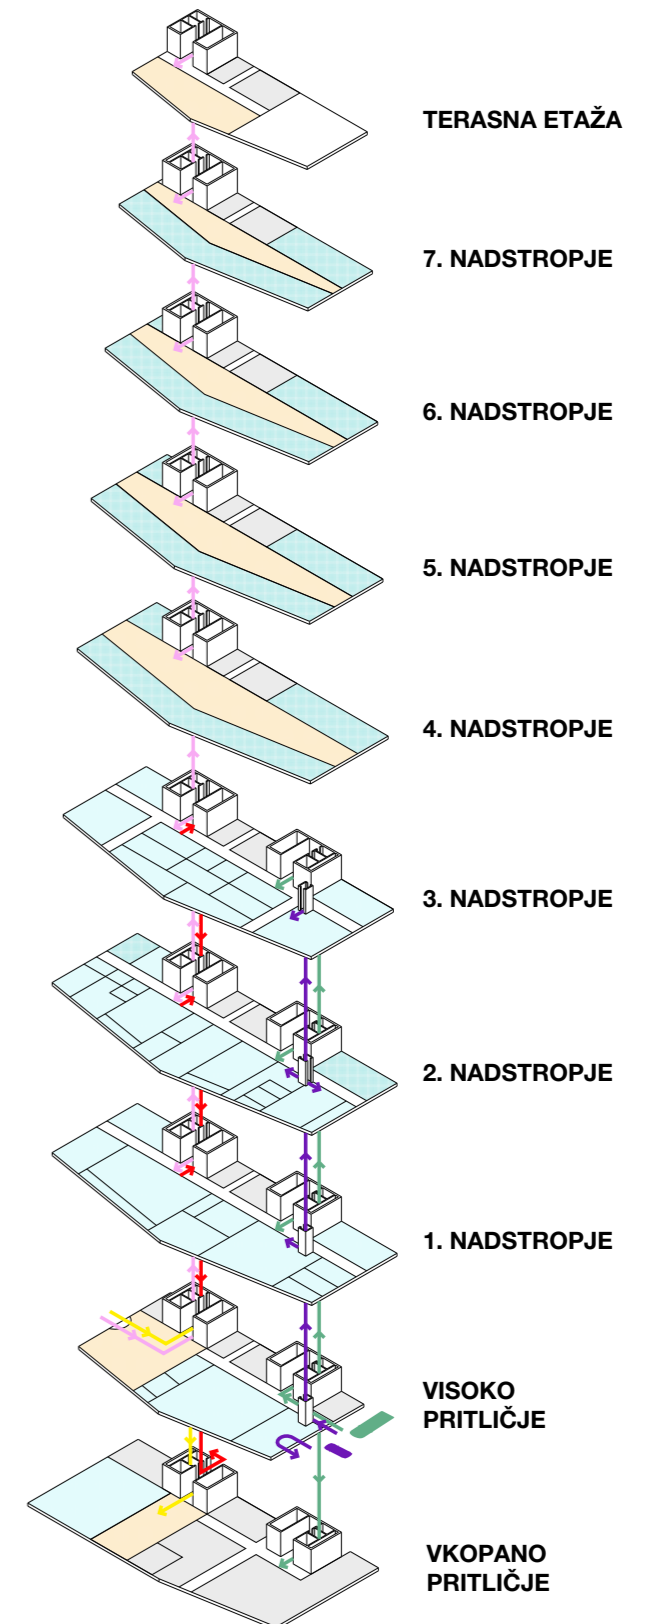 TERASNA ETAŽA
7. NADSTROPJE
6. NADSTROPJE
5. NADSTROPJE
4. NADSTROPJE
3. NADSTROPJE
2. NADSTROPJE
1. NADSTROPJE
VISOKO
PRITLIČJE
VKOPANO
PRITLIČJE